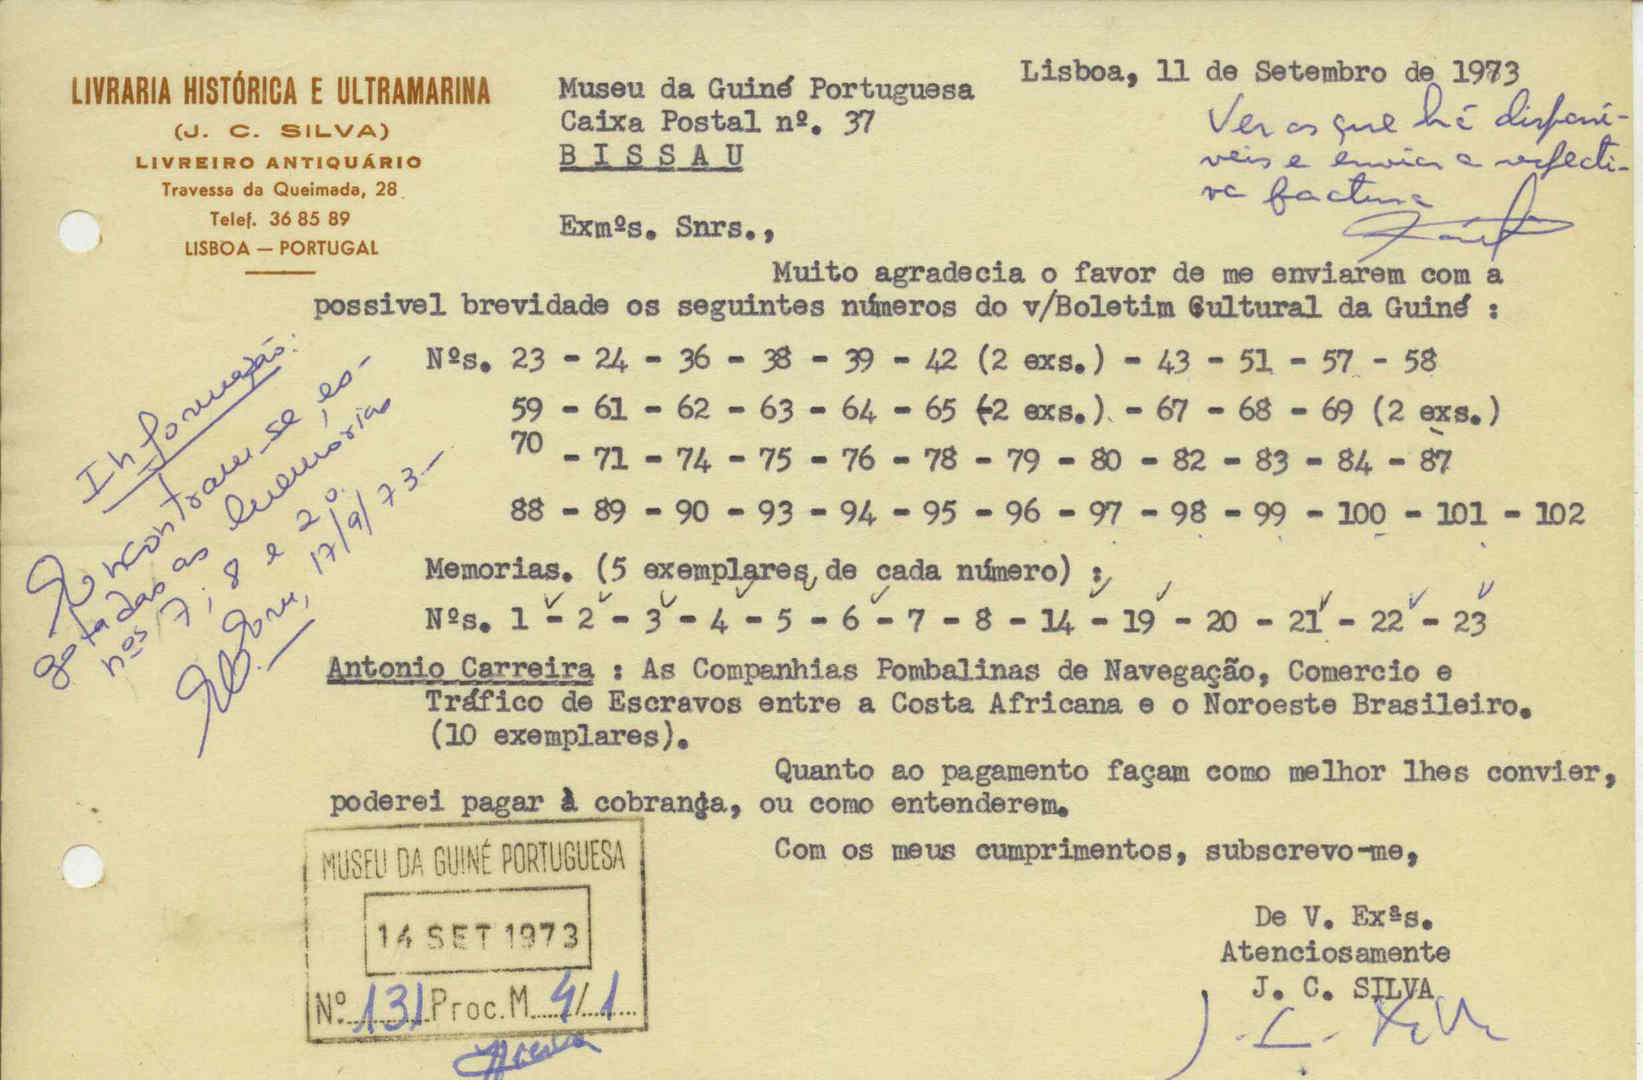 LIVRARIA HISTÓRICA E ULTRAMARINA
(J. C. SILVA)
LIVREIRO ANTIQUÁRIO
Travessa da Queimada, 28
Telef. 36 85 89
LISBOA — PORTUGAL
Museu da Guiné Portuguesa
Caixa Postal nº. 37
B I S S A U
Lisboa, 11 de Setembro de 1973
Ver os que há disponí-
veis e enviar a respecti-
va factura
Exmºs. Snrs.,
Muito agradecia o favor de me enviarem com a
possivel brevidade os seguintes números do v/Boletim Cultural da Guiné :
Nºs. 23 - 24 - 36 - 38 - 39 - 42 (2 exs.) - 43 - 51 - 57 - 58
59 - 61 - 62 - 63 - 64 - 65 (2 exs.) - 67 - 68 - 69 (2 exs.)
70 - 71 - 74 - 75 - 76 - 78 - 79 - 80 - 82 - 83 - 84 - 87
88 - 89 - 90 - 93 - 94 - 95 - 96 - 97 - 98 - 99 - 100 - 101 - 102
Memorias. (5 exemplares, de cada número) :
Nºs. 1 - 2 - 3 - 4 - 5 - 6 - 7 - 8 - 14 - 19 - 20 - 21 - 22 - 23
Antonio Carreira : As Companhias Pombalinas de Navegação, Comercio e
Tráfico de Escravos entre a Costa Africana e o Noroeste Brasileiro.
(10 exemplares).
Quanto ao pagamento façam como melhor lhes convier,
poderei pagar à cobrança, ou como entenderem.
Com os meus cumprimentos, subscrevo-me,
De V. Exªs.
Atenciosamente
J. C. SILVA
J. C. Silva
Informação:
Encontram-se es-
gotadas as memórias
nºs 7, 8 e 20.
17/9/73.-
MUSEU DA GUINÉ PORTUGUESA
14 SET 1973
Nº. 131 Proc. M. 4/1